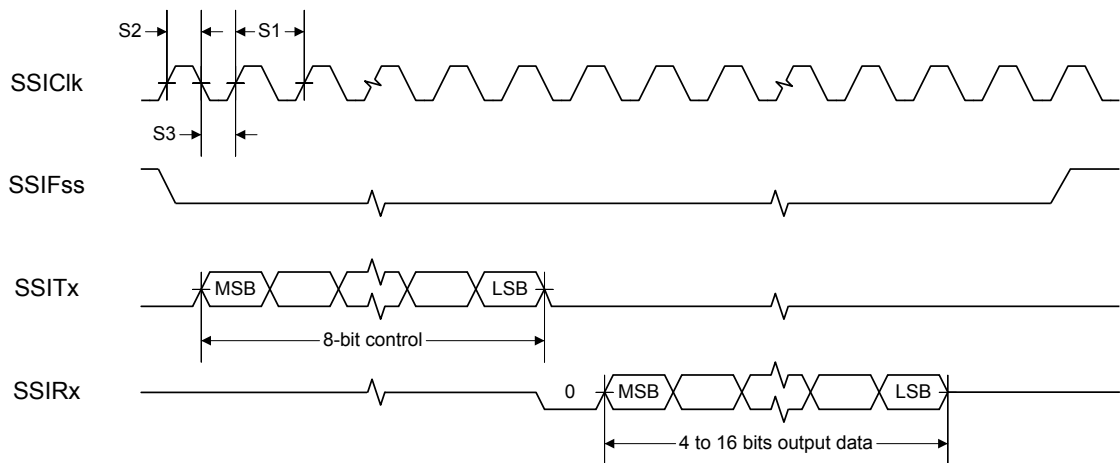 S2
S1
SSIClk
S3
SSIFss
SSITx
MSB
LSB
8-bit control
SSIRx
0
MSB
LSB
4 to 16 bits output data